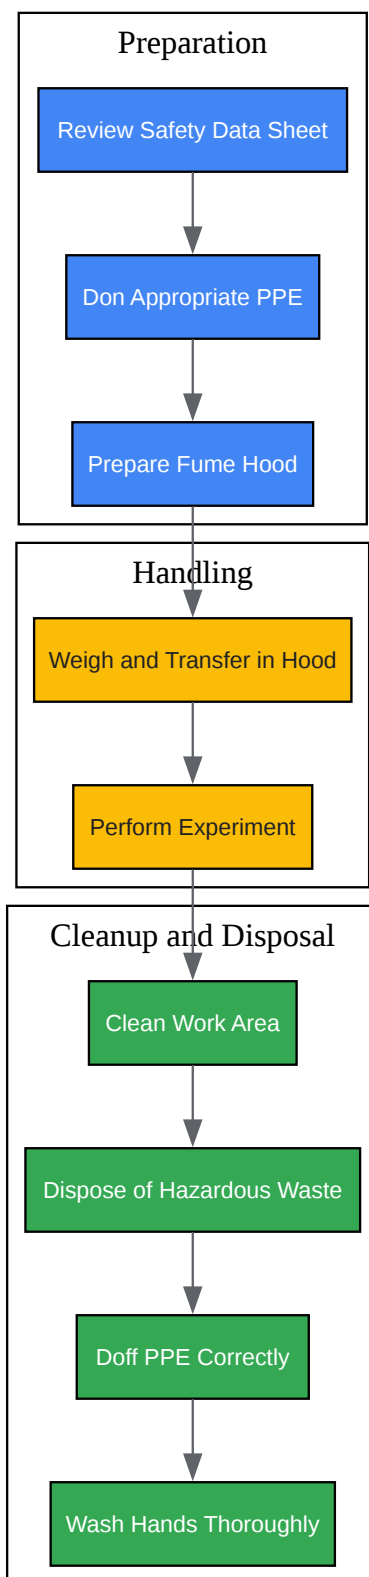 Preparation
Review Safety Data Sheet
Don Appropriate PPE
Prepare Fume Hood
Handling
Weigh and Transfer in Hood
Perform Experiment
Cleanup and Disposal
Clean Work Area
Dispose of Hazardous Waste
Doff PPE Correctly
Wash Hands Thoroughly